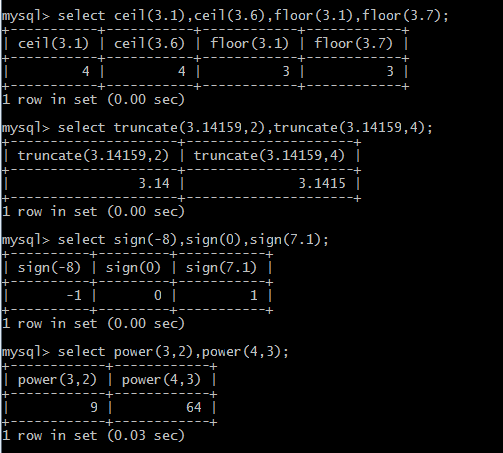 mysql> select ceil(3.1),ceil(3.6),floor(3.1),floor(3.7);
+-----------+-----------+------------+------------+
| ceil(3.1) | ceil(3.6) | floor(3.1) | floor(3.7) |
+-----------+-----------+------------+------------+
|         4 |         4 |          3 |          3 |
+-----------+-----------+------------+------------+
1 row in set (0.00 sec)
mysql> select truncate(3.14159,2),truncate(3.14159,4);
+---------------------+---------------------+
| truncate(3.14159,2) | truncate(3.14159,4) |
+---------------------+---------------------+
|                3.14 |              3.1415 |
+---------------------+---------------------+
1 row in set (0.00 sec)
mysql> select sign(-8),sign(0),sign(7.1);
+----------+---------+-----------+
| sign(-8) | sign(0) | sign(7.1) |
+----------+---------+-----------+
|       -1 |       0 |         1 |
+----------+---------+-----------+
1 row in set (0.00 sec)
mysql> select power(3,2),power(4,3);
+------------+------------+
| power(3,2) | power(4,3) |
+------------+------------+
|          9 |         64 |
+------------+------------+
1 row in set (0.03 sec)